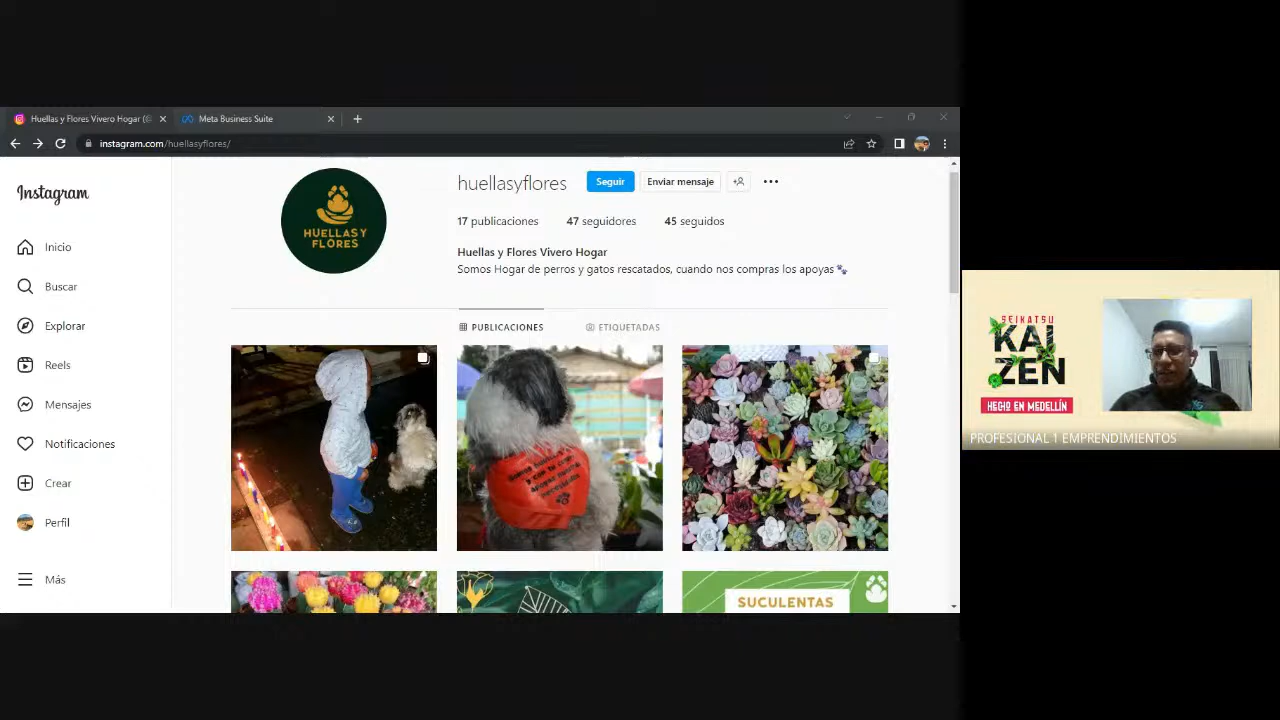 Huellas y Flores Vivero Hogar (@
Meta Business Suite
instagram.com/huellasyflores/
Instagram
Inicio
Buscar
Explorar
Reels
Mensajes
Notificaciones
Crear
Perfil
Más
HUELLAS Y
FLORES
huellasyflores
Seguir
Enviar mensaje
17 publicaciones
47 seguidores
45 seguidos
Huellas y Flores Vivero Hogar
Somos Hogar de perros y gatos rescatados, cuando nos compras los apoyas 🐾
PUBLICACIONES
ETIQUETADAS
SUCULENTAS
SEIKATSU
KAI
ZEN
HECHO EN MEDELLÍN
PROFESIONAL 1 EMPRENDIMIENTOS